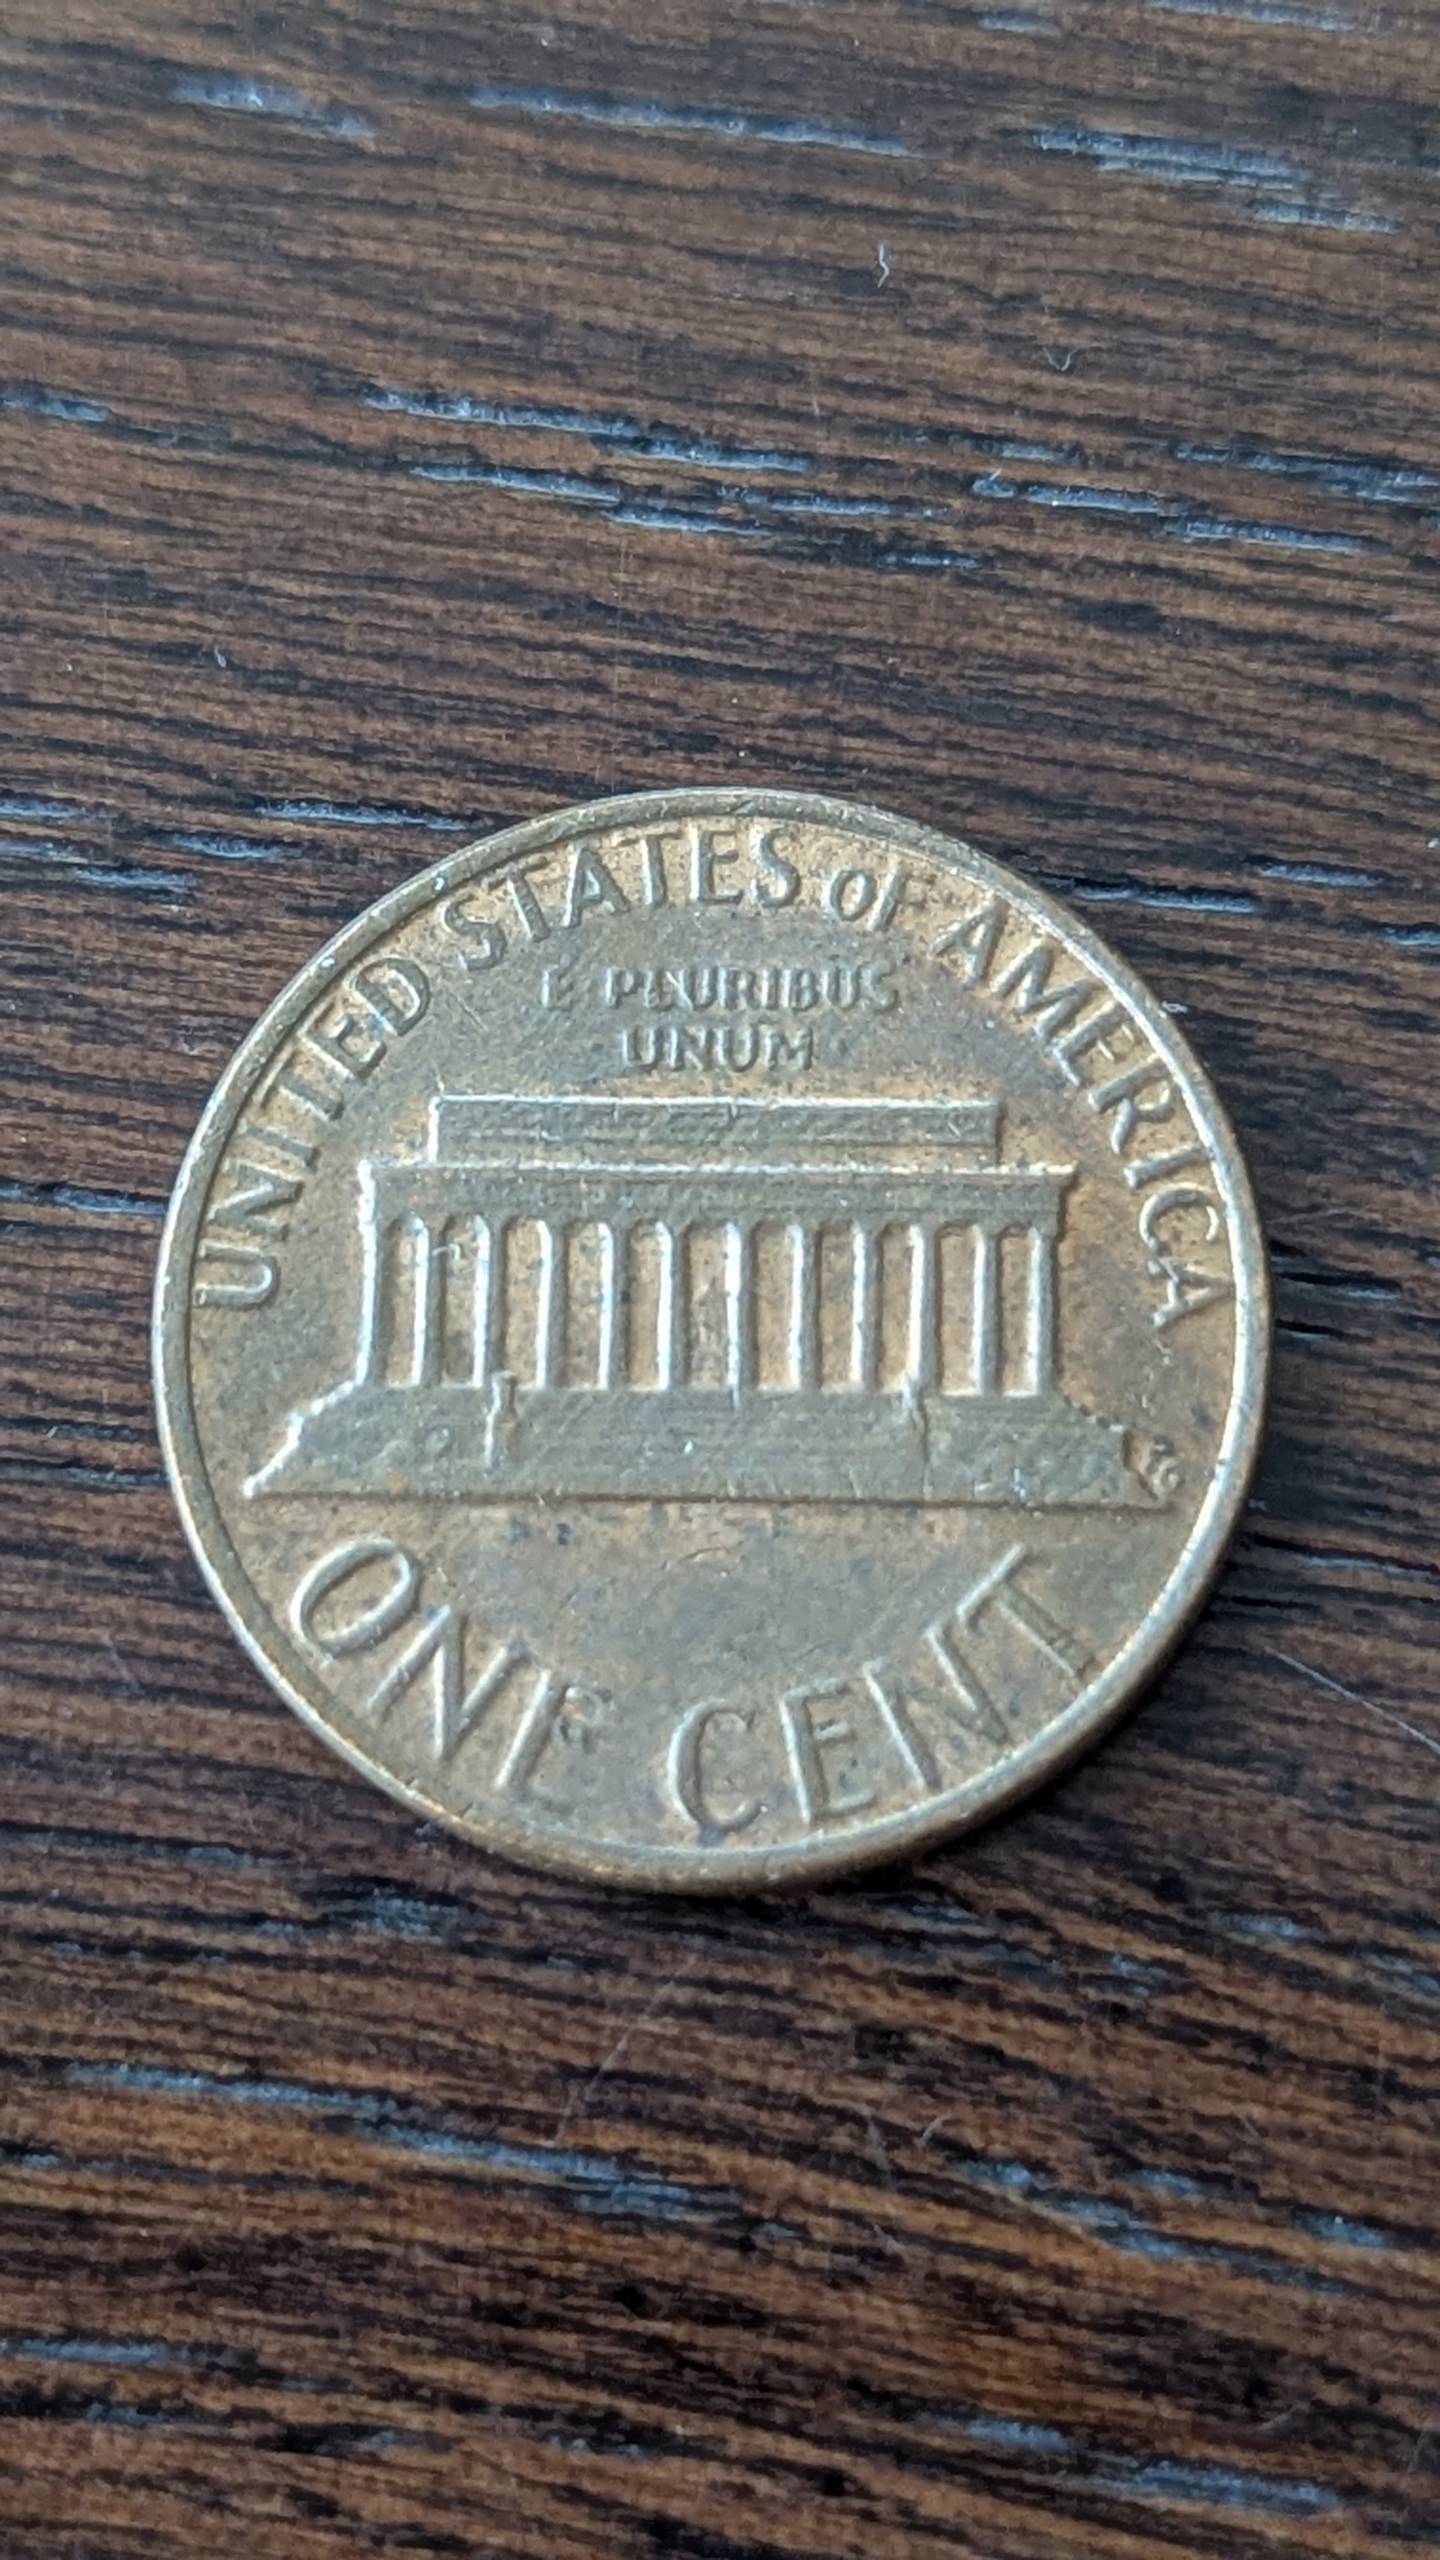 UNITED STATES OF AMERICA
E PLURIBUS
UNUM
ONE CENT